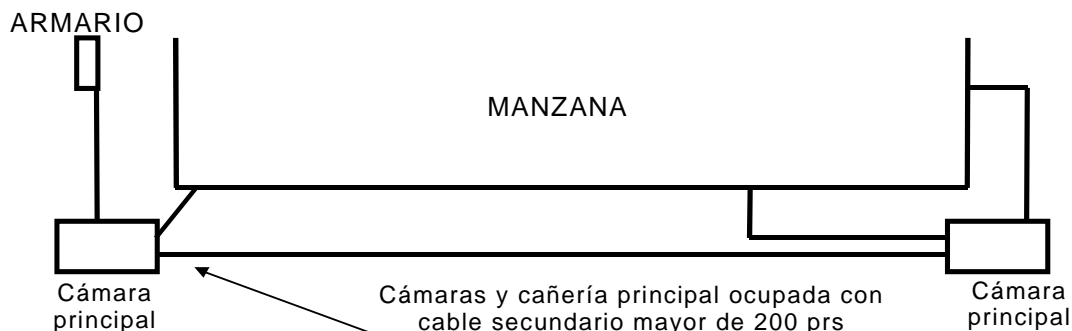 ARMARIO
MANZANA
Cámara
principal
Cámaras y cañería principal ocupada con
cable secundario mayor de 200 prs
Cámara
principal